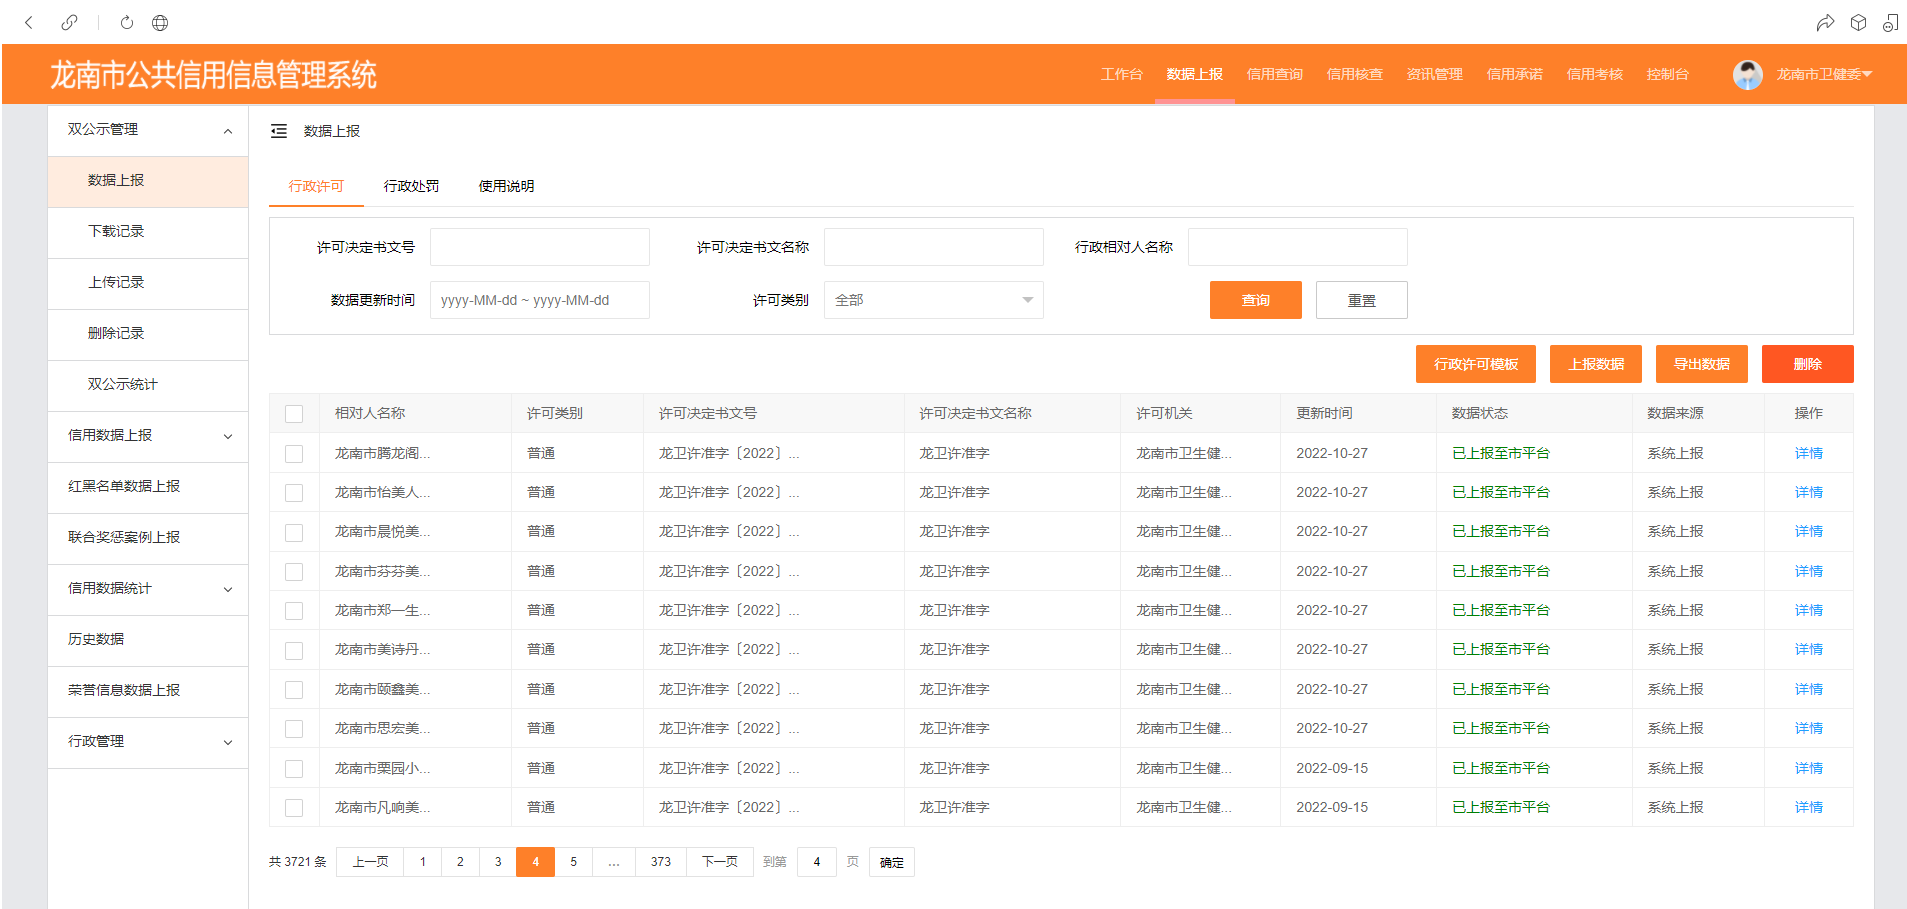 龙南市公共信用信息管理系统
工作台 数据上报 信用查询 信用核查 资讯管理 信用承诺 信用考核 控制台 龙南市卫健委
双公示管理
数据上报
下载记录
上传记录
删除记录
双公示统计
信用数据上报
红黑名单数据上报
联合奖惩案例上报
信用数据统计
历史数据
荣誉信息数据上报
行政管理
数据上报
行政许可 行政处罚 使用说明
许可决定书文号 许可决定书文名称 行政相对人名称
数据更新时间 yyyy-MM-dd ~ yyyy-MM-dd 许可类别 全部 查询 重置
行政许可模板 上报数据 导出数据 删除
相对人名称 许可类别 许可决定书文号 许可决定书文名称 许可机关 更新时间 数据状态 数据来源 操作
龙南市腾龙阁... 普通 龙卫许准字〔2022〕... 龙卫许准字 龙南市卫生健... 2022-10-27 已上报至市平台 系统上报 详情
龙南市怡美人... 普通 龙卫许准字〔2022〕... 龙卫许准字 龙南市卫生健... 2022-10-27 已上报至市平台 系统上报 详情
龙南市晨悦美... 普通 龙卫许准字〔2022〕... 龙卫许准字 龙南市卫生健... 2022-10-27 已上报至市平台 系统上报 详情
龙南市芬芬美... 普通 龙卫许准字〔2022〕... 龙卫许准字 龙南市卫生健... 2022-10-27 已上报至市平台 系统上报 详情
龙南市郑一生... 普通 龙卫许准字〔2022〕... 龙卫许准字 龙南市卫生健... 2022-10-27 已上报至市平台 系统上报 详情
龙南市美诗丹... 普通 龙卫许准字〔2022〕... 龙卫许准字 龙南市卫生健... 2022-10-27 已上报至市平台 系统上报 详情
龙南市颐鑫美... 普通 龙卫许准字〔2022〕... 龙卫许准字 龙南市卫生健... 2022-10-27 已上报至市平台 系统上报 详情
龙南市思宏美... 普通 龙卫许准字〔2022〕... 龙卫许准字 龙南市卫生健... 2022-10-27 已上报至市平台 系统上报 详情
龙南市栗园小... 普通 龙卫许准字〔2022〕... 龙卫许准字 龙南市卫生健... 2022-09-15 已上报至市平台 系统上报 详情
龙南市凡响美... 普通 龙卫许准字〔2022〕... 龙卫许准字 龙南市卫生健... 2022-09-15 已上报至市平台 系统上报 详情
共 3721 条 上一页 1 2 3 4 5 ... 373 下一页 到第 4 页 确定